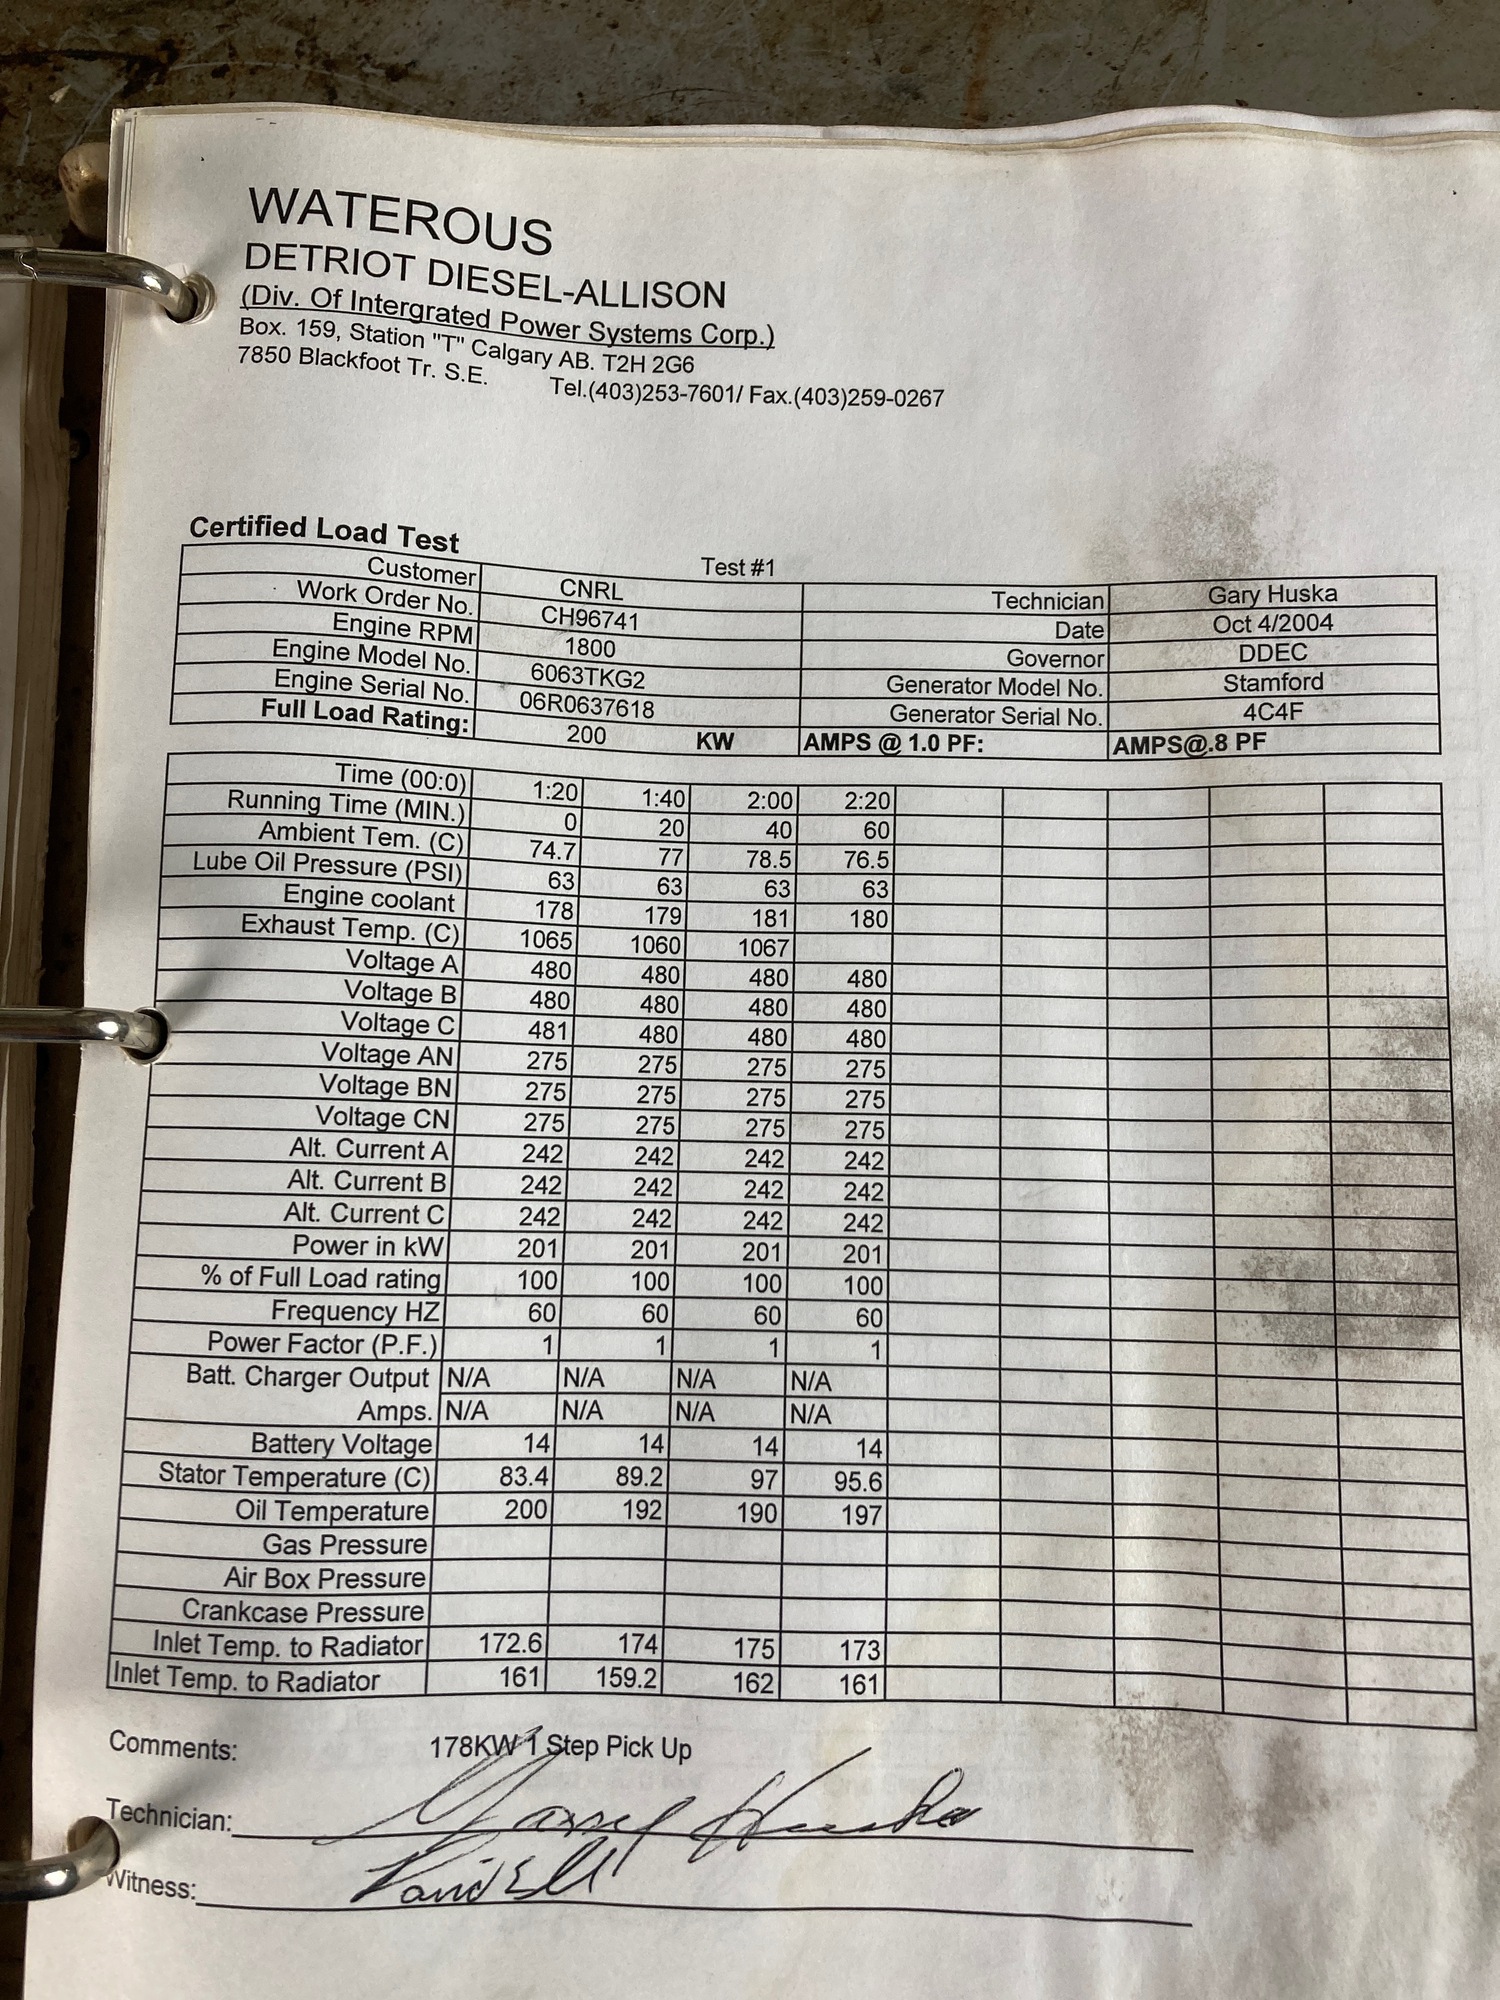 WATEROUS
DETRIOT DIESEL-ALLISON
(Div. Of Intergrated Power Systems Corp.)
Box. 159, Station "T" Calgary AB. T2H 2G6
7850 Blackfoot Tr. S.E. Tel.(403)253-7601/ Fax.(403)259-0267
Certified Load Test
Test #1
Customer CNRL Technician Gary Huska
Work Order No. CH96741 Date Oct 4/2004
Engine RPM 1800 Governor DDEC
Engine Model No. 6063TKG2 Generator Model No. Stamford
Engine Serial No. 06R0637618 Generator Serial No. 4C4F
Full Load Rating: 200 KW AMPS @ 1.0 PF: AMPS@.8 PF
Time (00:0) 1:20 1:40 2:00 2:20
Running Time (MIN.) 0 20 40 60
Ambient Tem. (C) 74.7 77 78.5 76.5
Lube Oil Pressure (PSI) 63 63 63 63
Engine coolant 178 179 181 180
Exhaust Temp. (C) 1065 1060 1067
Voltage A 480 480 480 480
Voltage B 480 480 480 480
Voltage C 481 480 480 480
Voltage AN 275 275 275 275
Voltage BN 275 275 275 275
Voltage CN 275 275 275 275
Alt. Current A 242 242 242 242
Alt. Current B 242 242 242 242
Alt. Current C 242 242 242 242
Power in kW 201 201 201 201
% of Full Load rating 100 100 100 100
Frequency HZ 60 60 60 60
Power Factor (P.F.) 1 1 1 1
Batt. Charger Output N/A N/A N/A N/A
Amps. N/A N/A N/A N/A
Battery Voltage 14 14 14 14
Stator Temperature (C) 83.4 89.2 97 95.6
Oil Temperature 200 192 190 197
Gas Pressure
Air Box Pressure
Crankcase Pressure
Inlet Temp. to Radiator 172.6 174 175 173
Inlet Temp. to Radiator 161 159.2 162 161
Comments: 178KW 1 Step Pick Up
Technician: Huska
Witness: